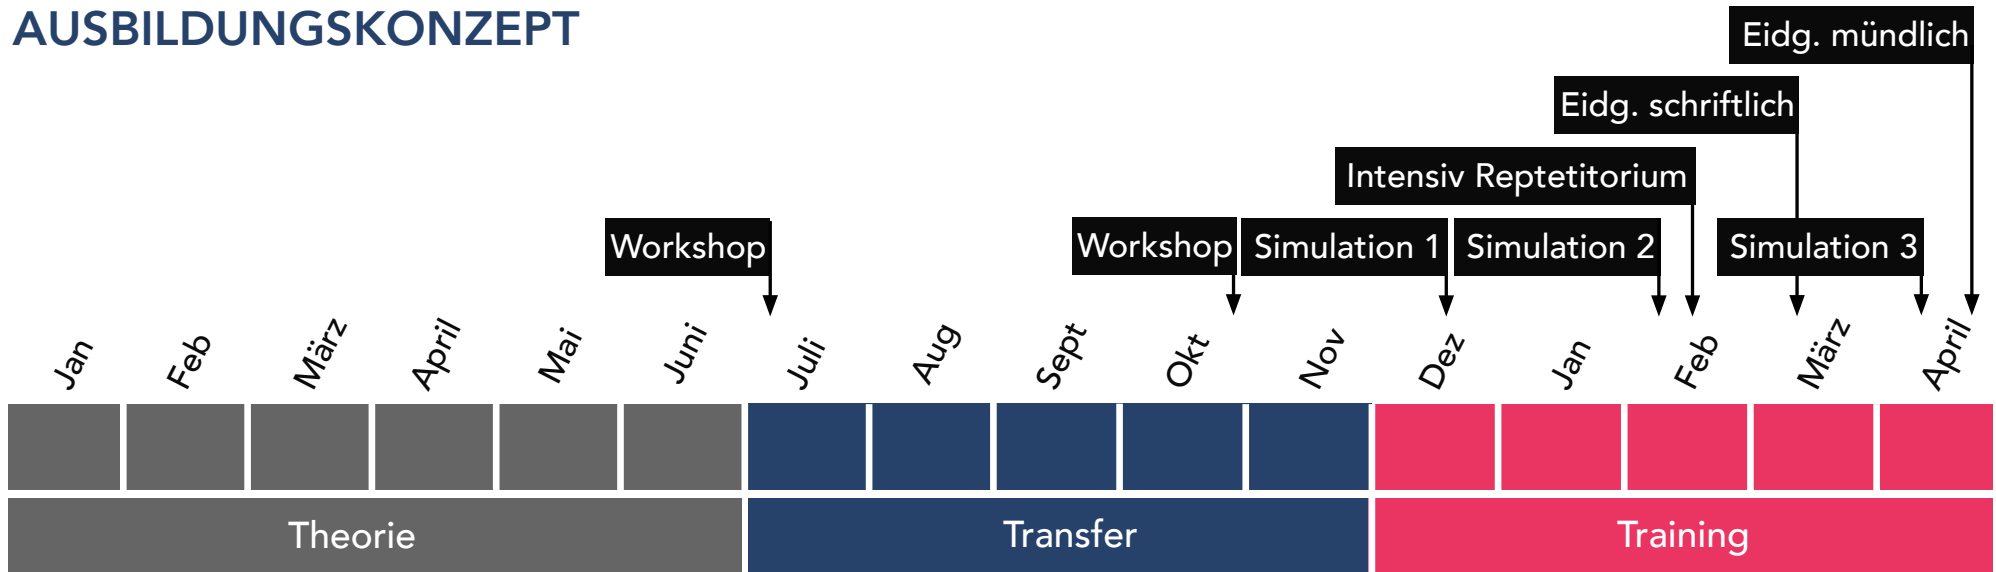 AUSBILDUNGSKONZEPT
Eidg. mündlich
Eidg. schriftlich
Intensiv Reptetitorium
Workshop
Workshop
Simulation 1
Simulation 2
Simulation 3
Jan
Feb
März
April
Mai
Juni
Juli
Aug
Sept
Okt
Nov
Dez
Jan
Feb
März
April
Theorie
Transfer
Training